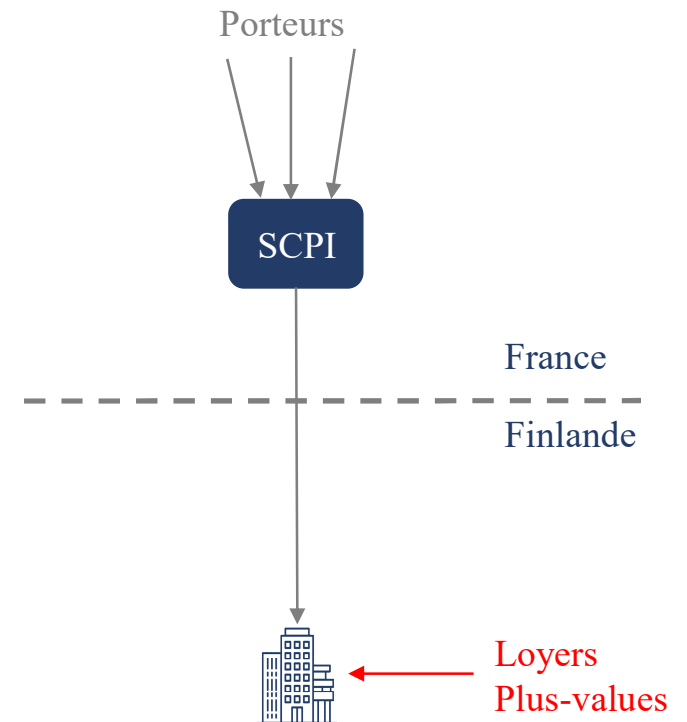 Porteurs
SCPI
France
Finlande
Loyers
Plus-values